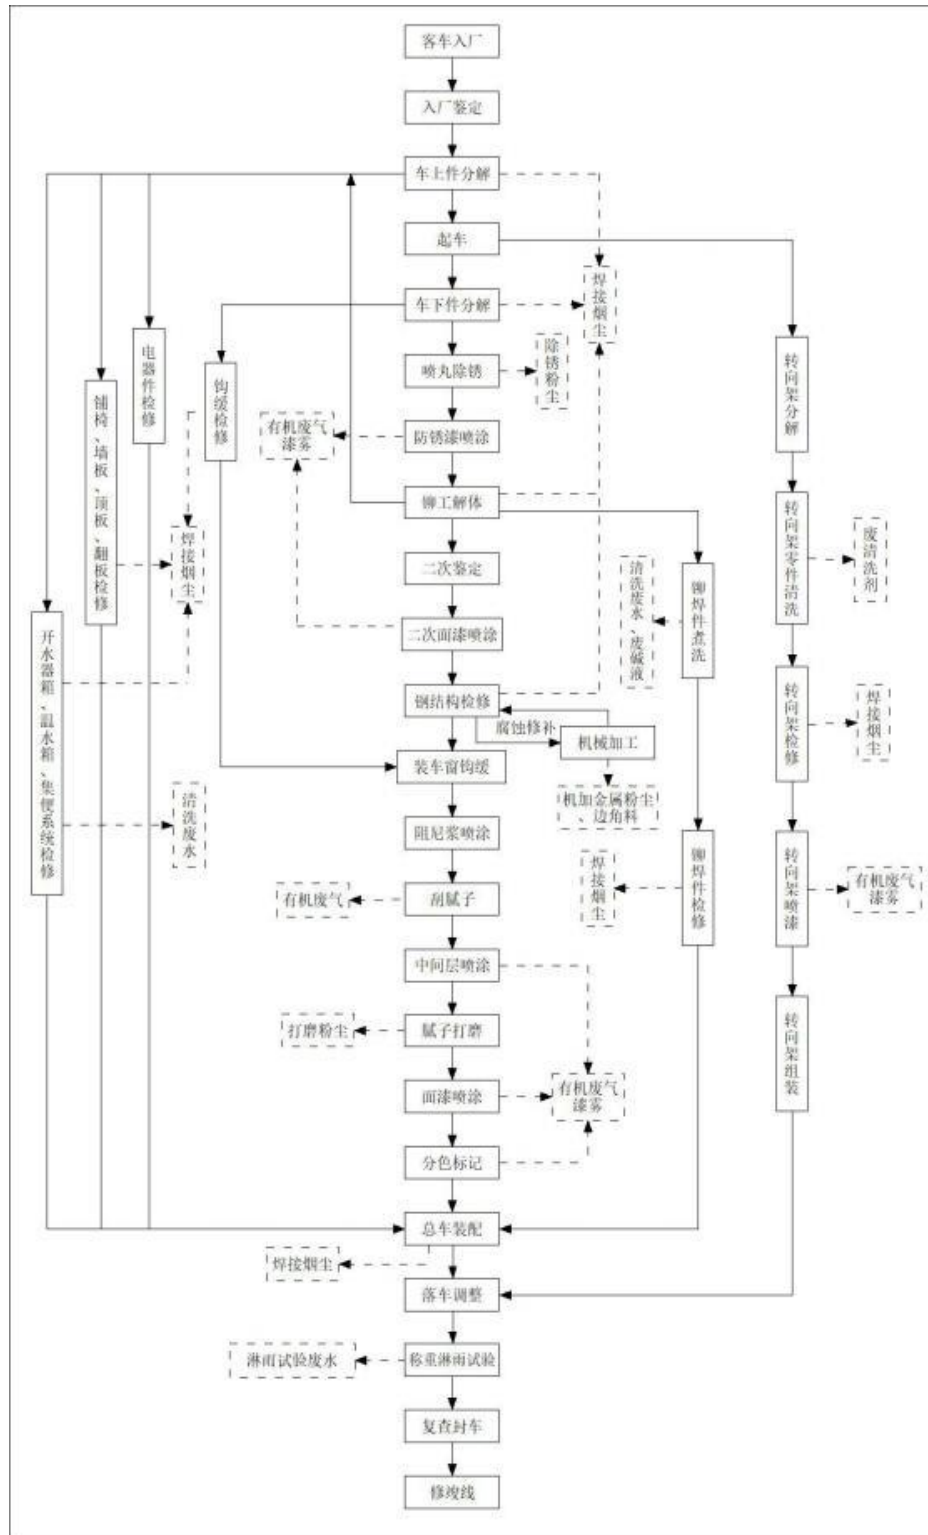 客车入厂
入厂鉴定
车上件分解
起车
焊接烟尘
车下件分解
电器件检修
除锈粉尘
转向架分解
钩缓检修
喷丸除锈
铺椅、墙板、顶板、翻板检修
有机废气
漆雾
防锈漆喷涂
铆工解体
转向架零件清洗
废清洗剂
焊接烟尘
二次鉴定
清洗废水、废碱液
铆焊件煮洗
开水器箱、温水箱、集便系统检修
二次面漆喷涂
钢结构检修
转向架检修
焊接烟尘
腐蚀修补
机械加工
装车窗钩缓
清洗废水
机加金属粉尘
、边角料
阻尼浆喷涂
焊接烟尘
铆焊件检修
转向架喷漆
有机废气
漆雾
有机废气
刮腻子
中间层喷涂
打磨粉尘
腻子打磨
转向架组装
面漆喷涂
有机废气
漆雾
分色标记
总车装配
焊接烟尘
落车调整
淋雨试验废水
称重淋雨试验
复查封车
修竣线